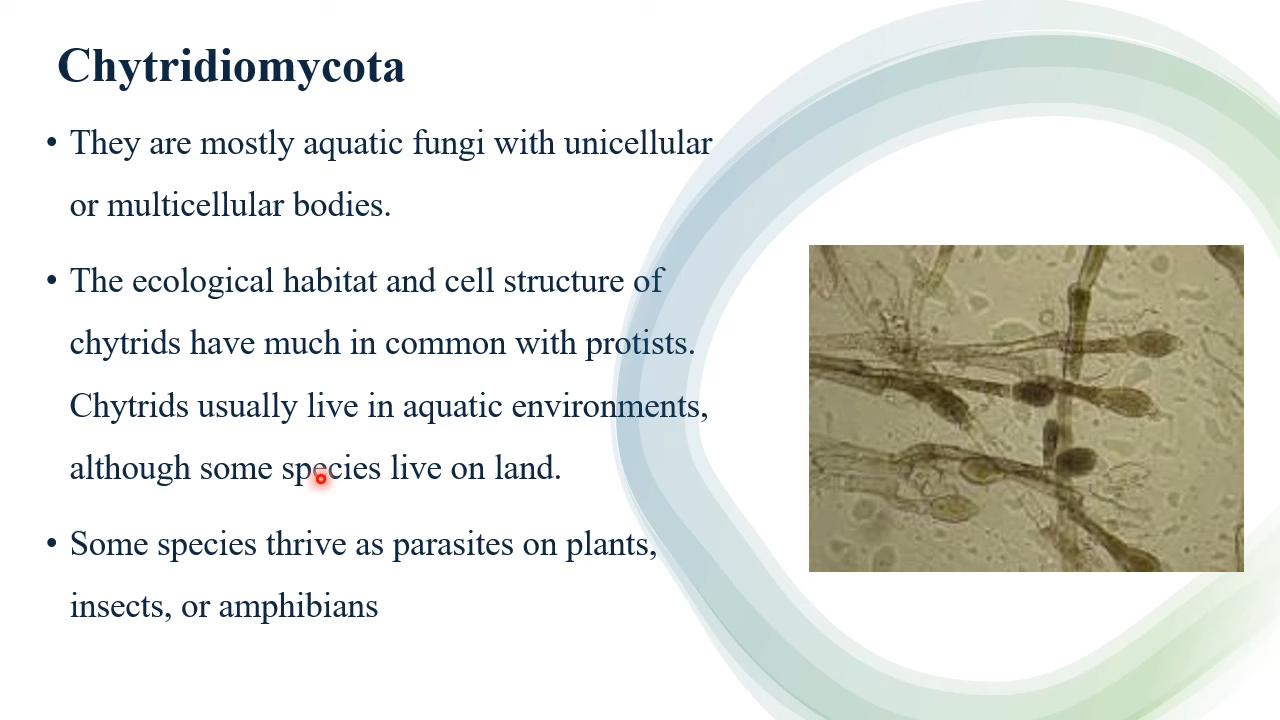 Chytridiomycota
• They are mostly aquatic fungi with unicellular
or multicellular bodies.
• The ecological habitat and cell structure of
chytrids have much in common with protists.
Chytrids usually live in aquatic environments,
although some species live on land.
• Some species thrive as parasites on plants,
insects, or amphibians